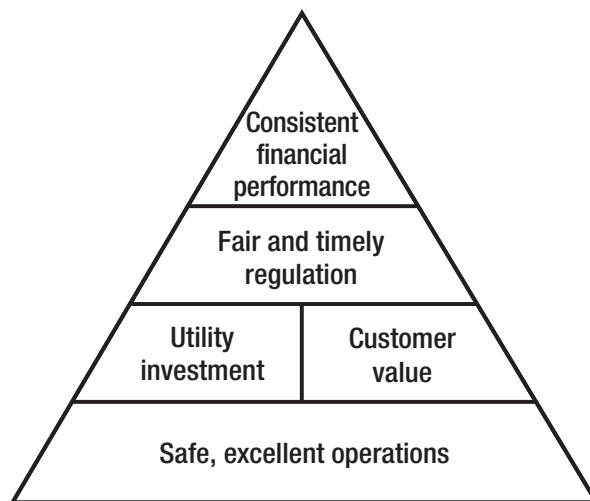 Consistent
financial
performance
Fair and timely
regulation
Utility
investment
Customer
value
Safe, excellent operations